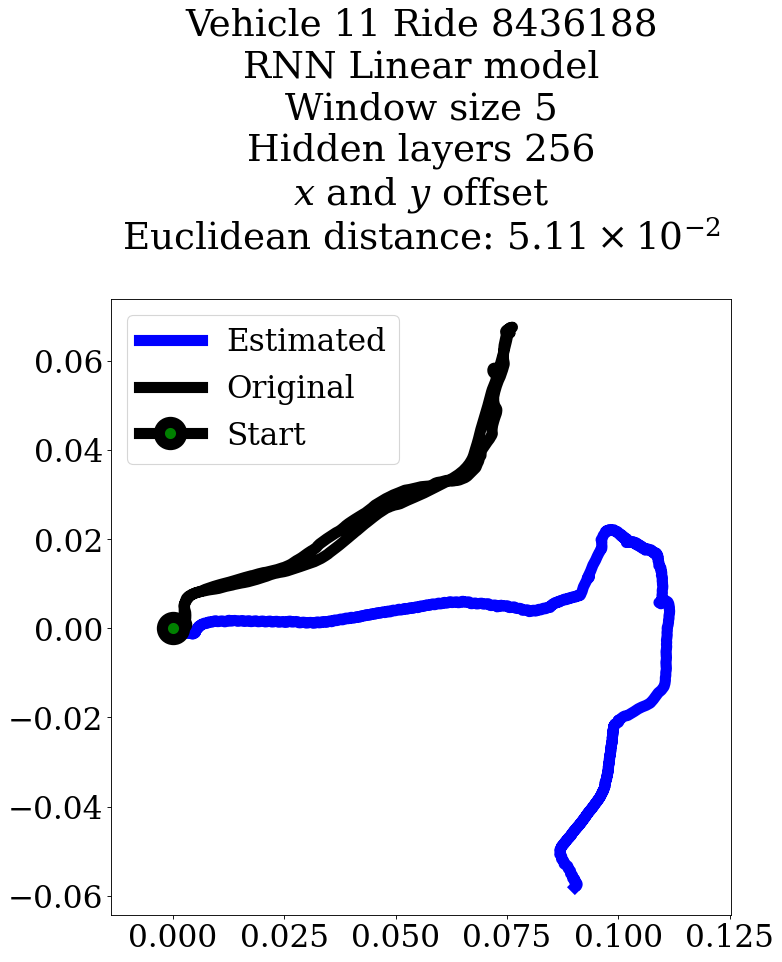 Vehicle 11 Ride 8436188
RNN Linear model
Window size 5
Hidden layers 256
x and y offset
Euclidean distance: 5.11 × 10⁻²
Estimated
Original
Start
0.06
0.04
0.02
0.00
−0.02
−0.04
−0.06
0.000 0.025 0.050 0.075 0.100 0.125